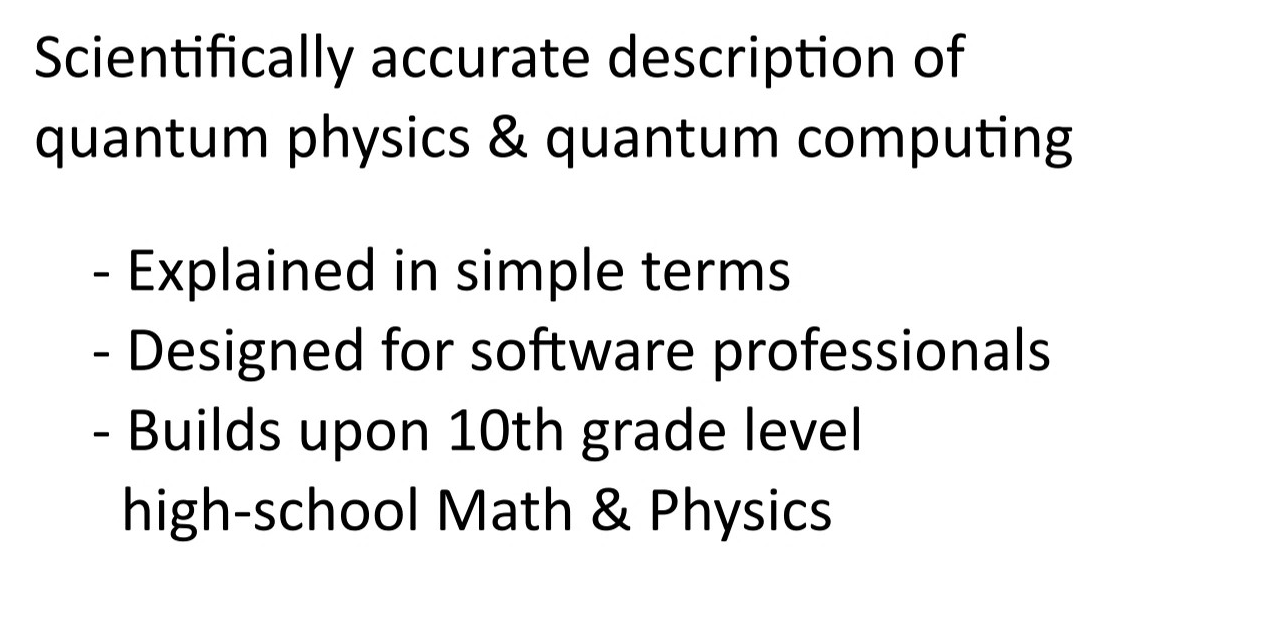 Scientifically accurate description of
quantum physics & quantum computing
- Explained in simple terms
- Designed for software professionals
- Builds upon 10th grade level
high-school Math & Physics